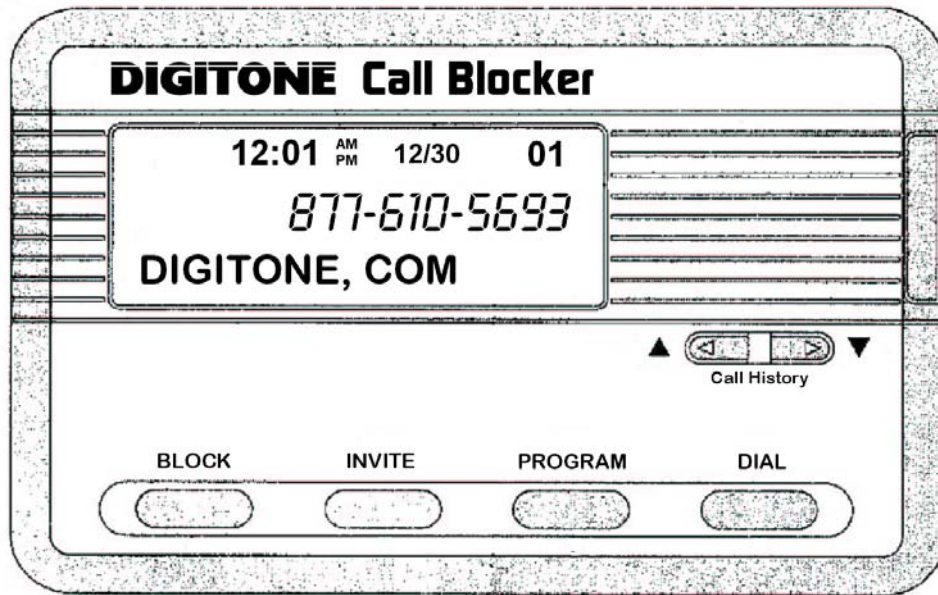 DIGITONE Call Blocker
12:01 AM PM 12/30 01
877-610-5693
DIGITONE, COM
▲ ▼
Call History
BLOCK INVITE PROGRAM DIAL